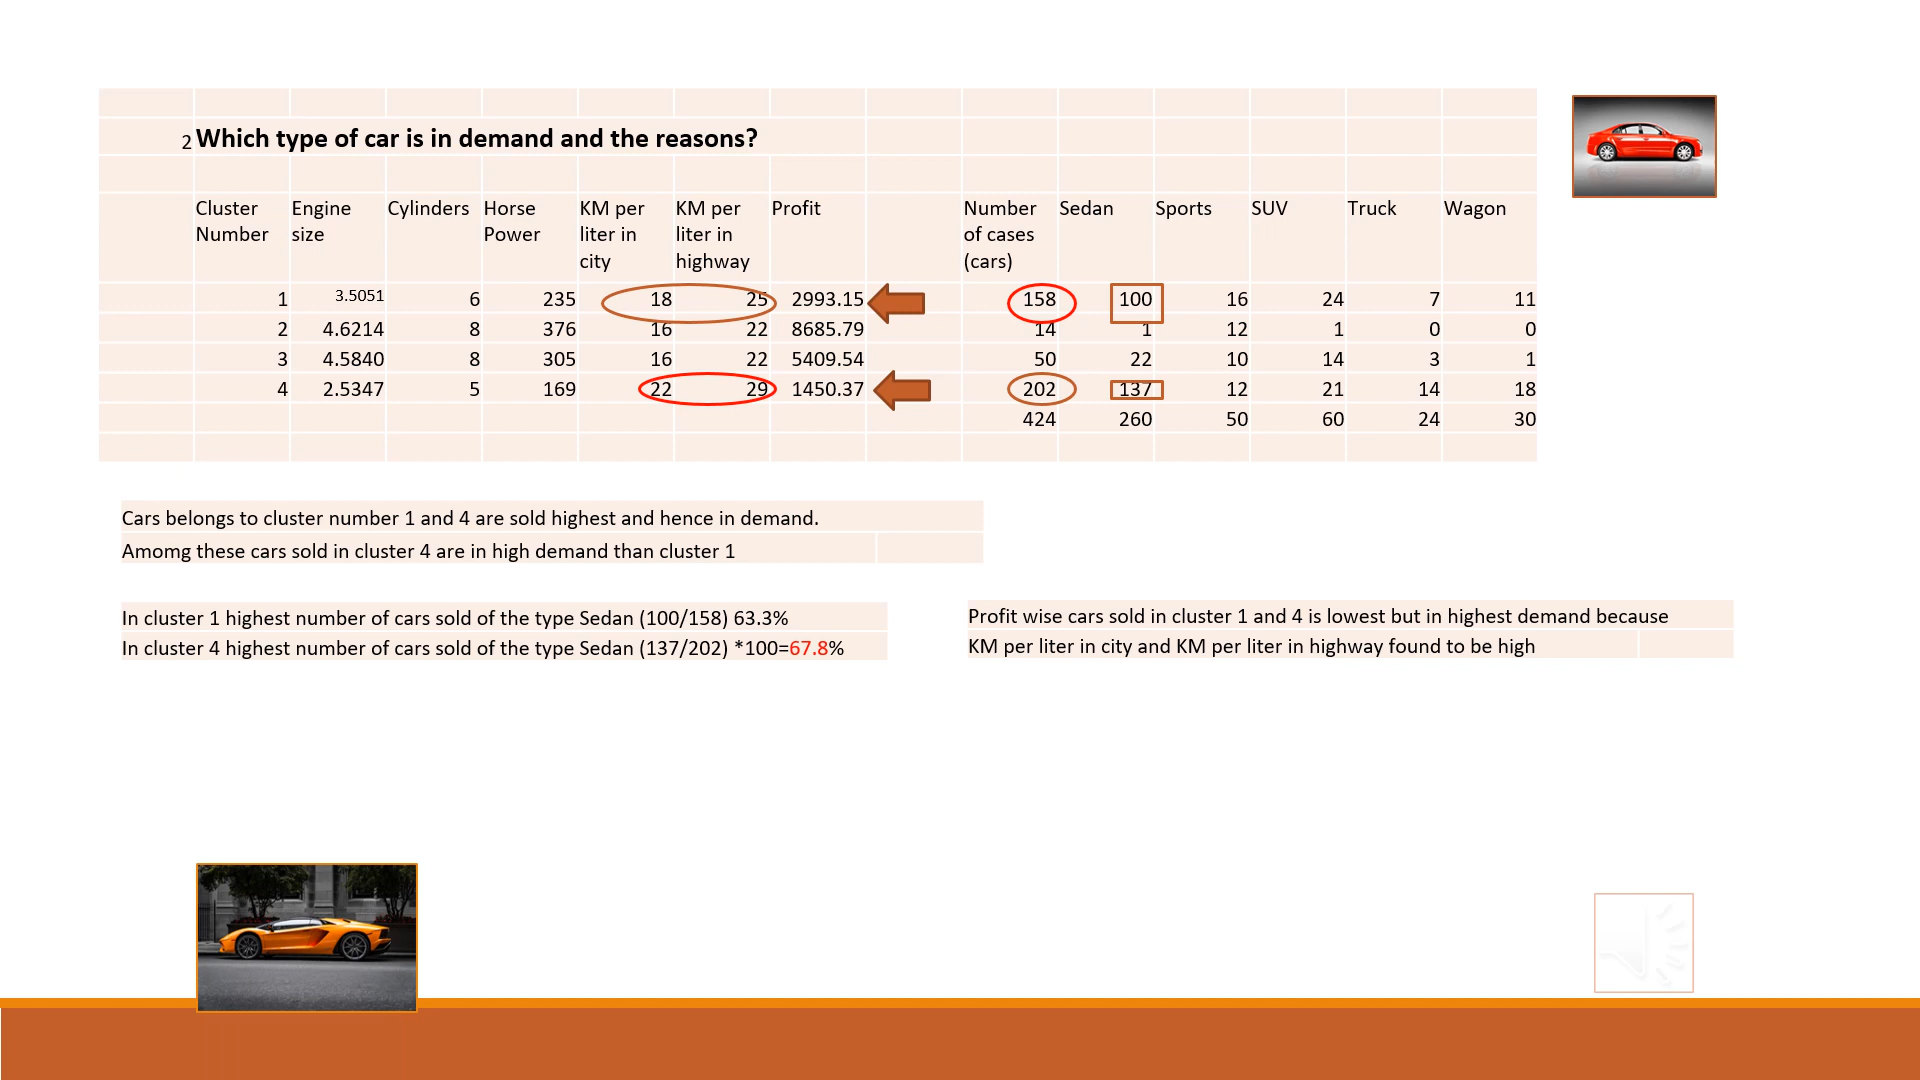 2 Which type of car is in demand and the reasons?
Cluster Number Engine size Cylinders Horse Power KM per liter in city KM per liter in highway Profit Number of cases (cars) Sedan Sports SUV Truck Wagon
1 3.5051 6 235 18 25 2993.15 158 100 16 24 7 11
2 4.6214 8 376 16 22 8685.79 14 1 12 1 0 0
3 4.5840 8 305 16 22 5409.54 50 22 10 14 3 1
4 2.5347 5 169 22 29 1450.37 202 137 12 21 14 18
424 260 50 60 24 30
Cars belongs to cluster number 1 and 4 are sold highest and hence in demand.
Amomg these cars sold in cluster 4 are in high demand than cluster 1
In cluster 1 highest number of cars sold of the type Sedan (100/158) 63.3%
In cluster 4 highest number of cars sold of the type Sedan (137/202) *100=67.8%
Profit wise cars sold in cluster 1 and 4 is lowest but in highest demand because
KM per liter in city and KM per liter in highway found to be high